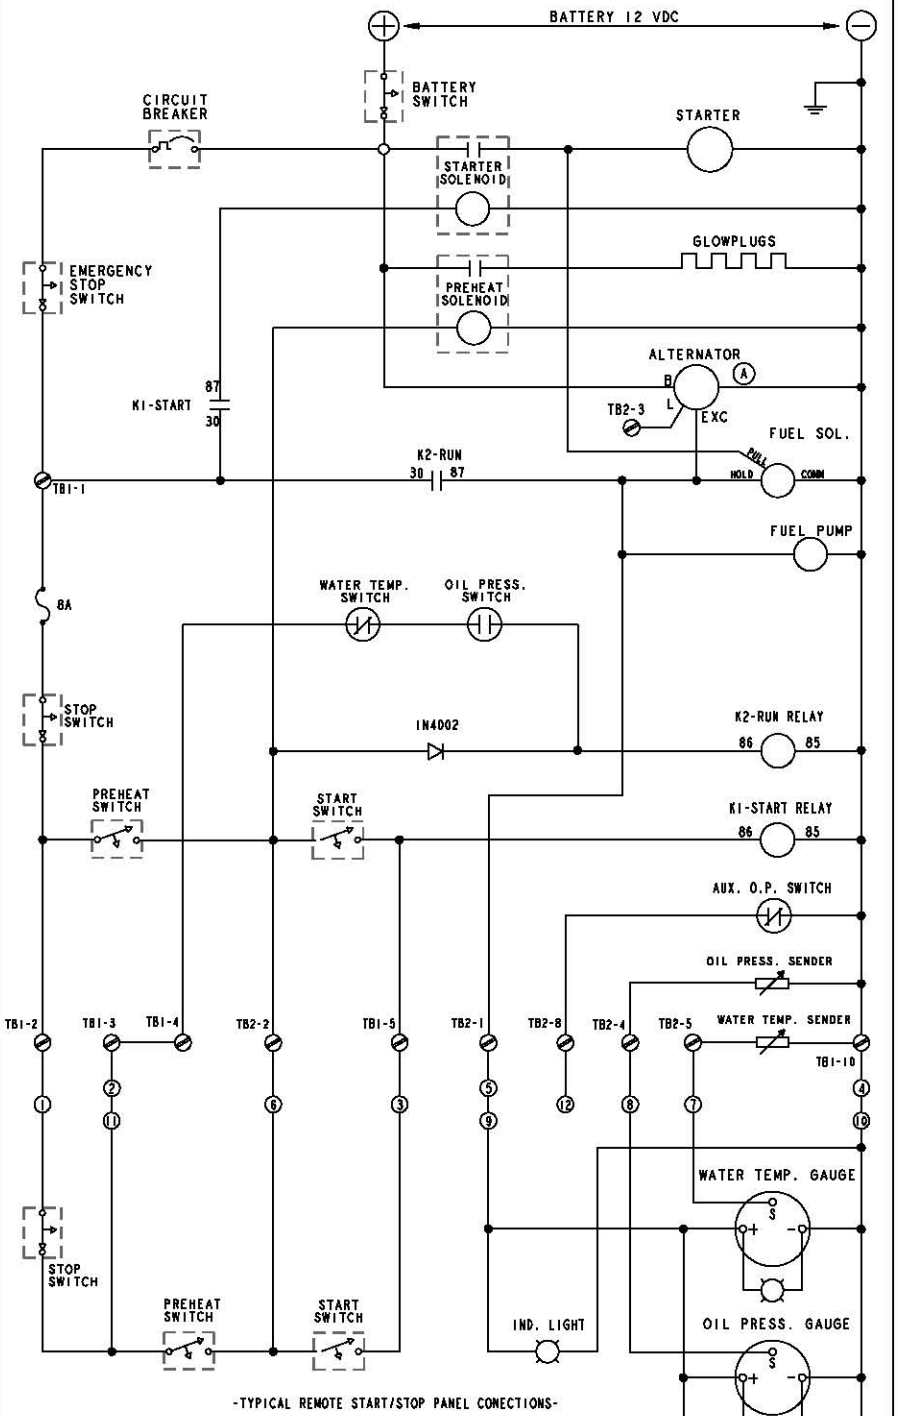 BATTERY 12 VDC
+
-
BATTERY
SWITCH
CIRCUIT
BREAKER
STARTER
STARTER
SOLENOID
GLOWPLUGS
EMERGENCY
STOP
SWITCH
PREHEAT
SOLENOID
ALTERNATOR
A
B
L
EXC
TB2-3
87
K1-START
30
FUEL SOL.
PULL
K2-RUN
30
87
HOLD
COMM
TB1-1
FUEL PUMP
8A
WATER TEMP.
SWITCH
OIL PRESS.
SWITCH
STOP
SWITCH
1N4002
K2-RUN RELAY
86
85
PREHEAT
SWITCH
START
SWITCH
K1-START RELAY
86
85
AUX. O.P. SWITCH
OIL PRESS. SENDER
WATER TEMP. SENDER
TB1-2
TB1-3
TB1-4
TB2-2
TB1-5
TB2-1
TB2-8
TB2-4
TB2-5
TB1-10
2
5
4
1
6
3
12
8
7
11
9
10
WATER TEMP. GAUGE
S
+
-
STOP
SWITCH
PREHEAT
SWITCH
START
SWITCH
IND. LIGHT
OIL PRESS. GAUGE
S
+
-
-TYPICAL REMOTE START/STOP PANEL CONECTIONS-